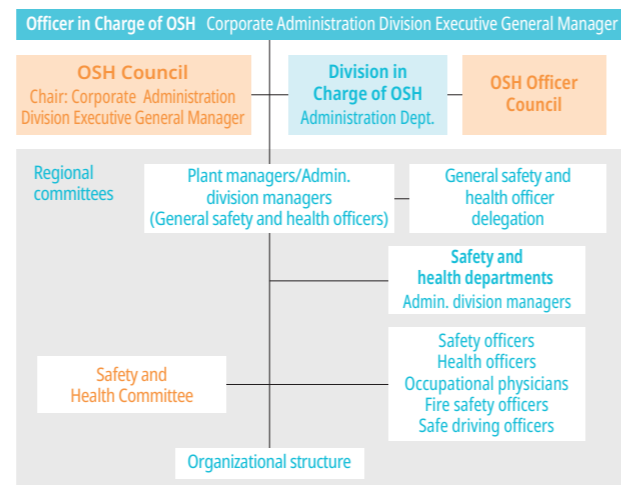 Officer in Charge of OSH Corporate Administration Division Executive General Manager
OSH Council
Chair: Corporate Administration
Division Executive General Manager
Division in
Charge of OSH
Administration Dept.
OSH Officer
Council
Regional
committees
Plant managers/Admin.
division managers
(General safety and health officers)
General safety and
health officer
delegation
Safety and
health departments
Admin. division managers
Safety and
Health Committee
Safety officers
Health officers
Occupational physicians
Fire safety officers
Safe driving officers
Organizational structure